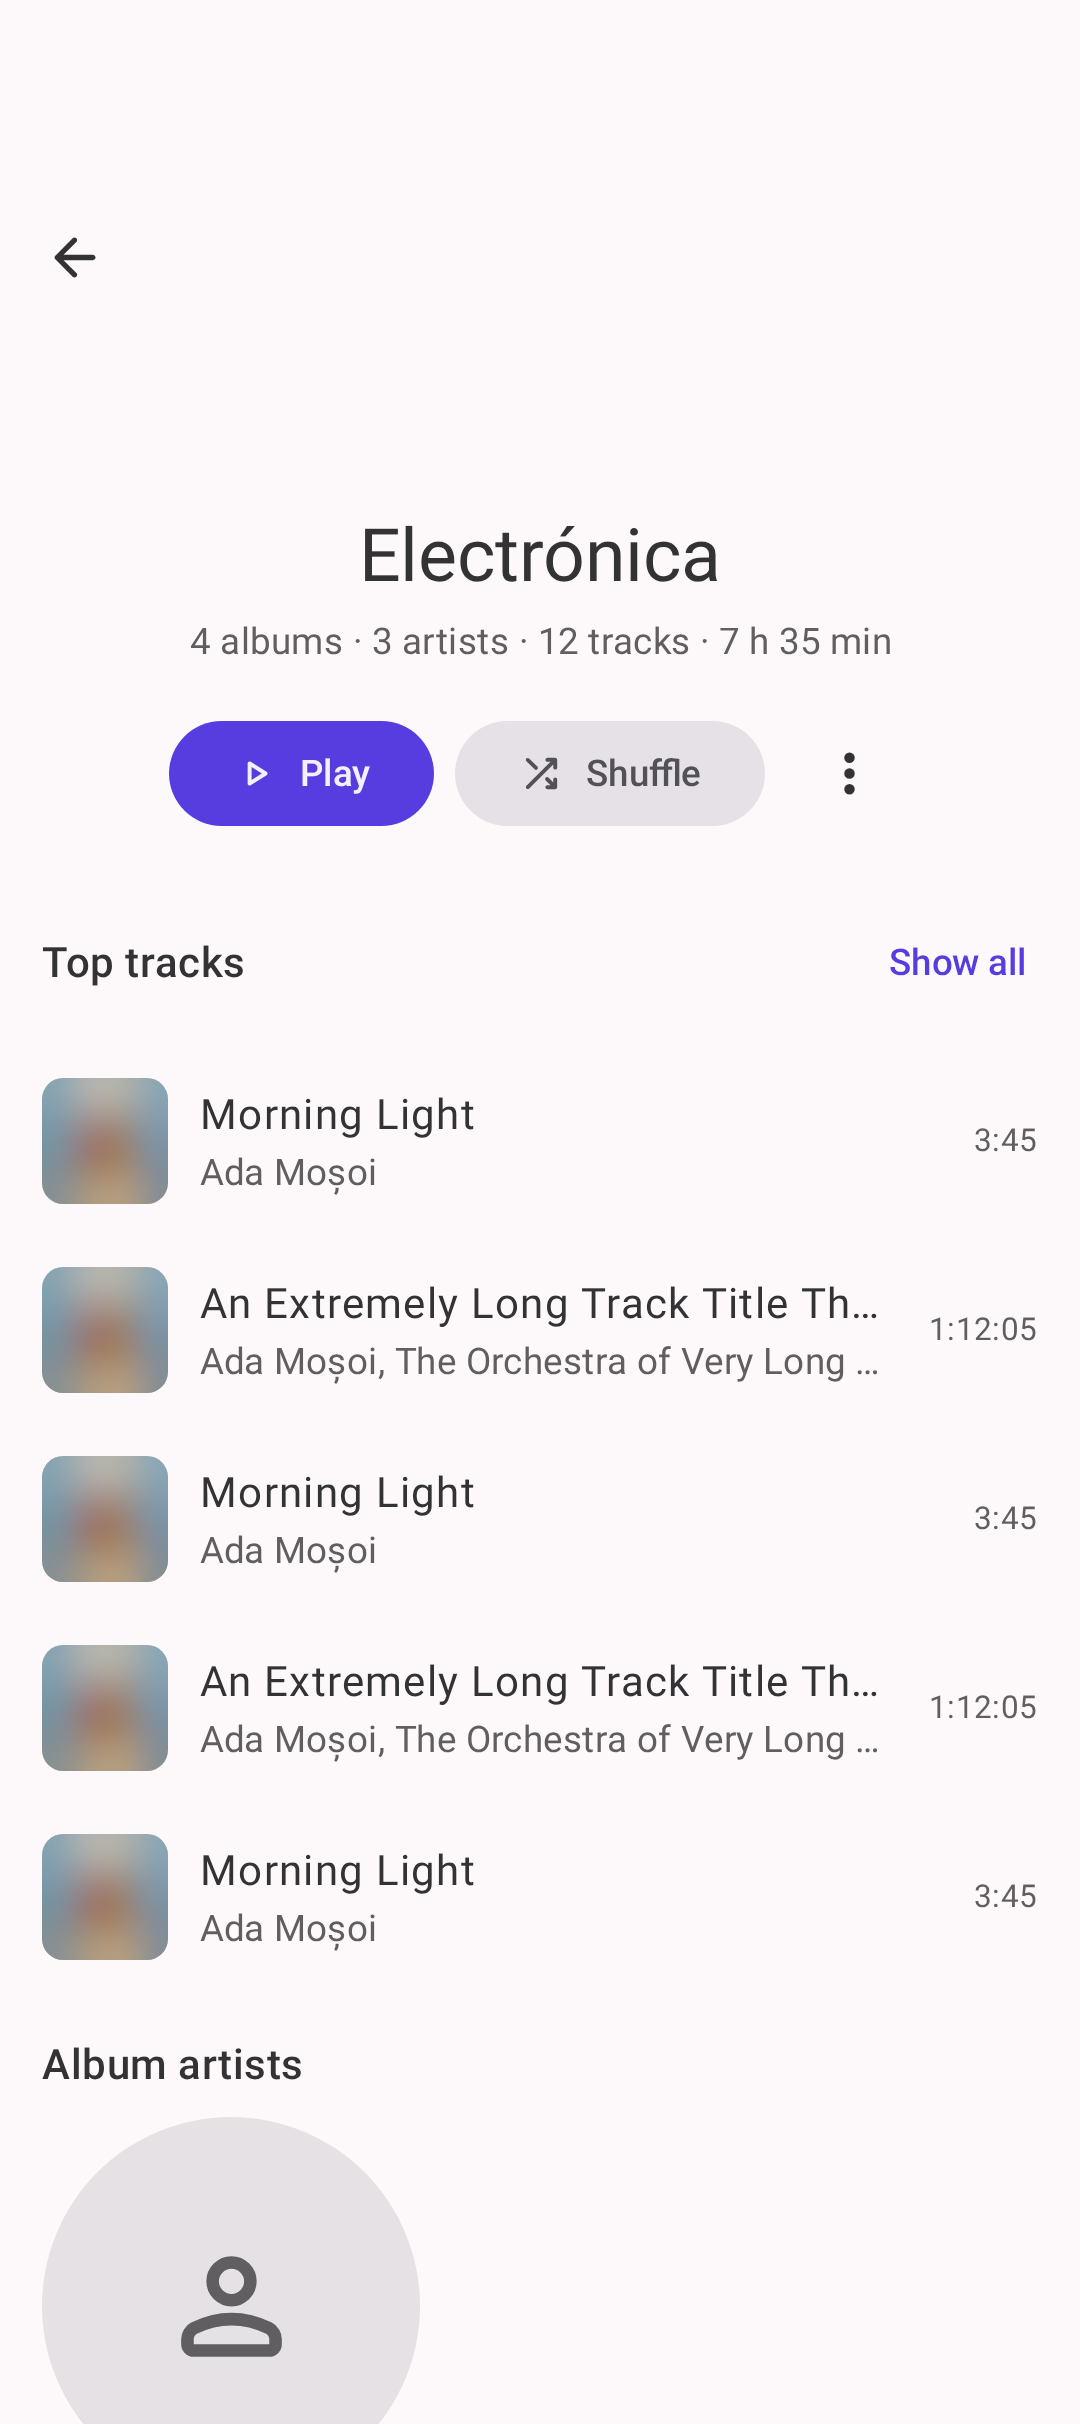 Electrónica
4 albums · 3 artists · 12 tracks · 7 h 35 min
Play
Shuffle
Top tracks
Show all
Morning Light
Ada Moșoi
3:45
An Extremely Long Track Title Th…
Ada Moșoi, The Orchestra of Very Long …
1:12:05
Morning Light
Ada Moșoi
3:45
An Extremely Long Track Title Th…
Ada Moșoi, The Orchestra of Very Long …
1:12:05
Morning Light
Ada Moșoi
3:45
Album artists